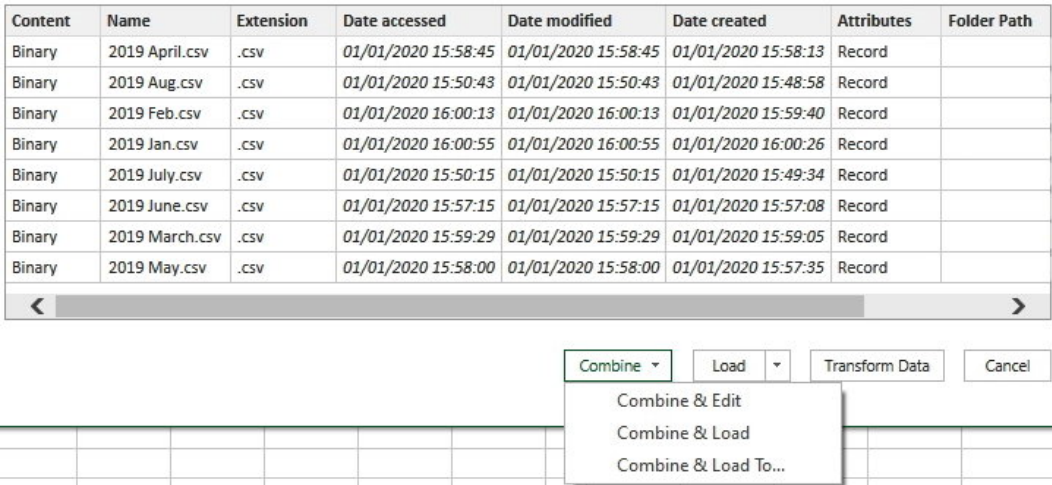 Content Name Extension Date accessed Date modified Date created Attributes Folder Path
Binary 2019 April.csv .csv 01/01/2020 15:58:45 01/01/2020 15:58:45 01/01/2020 15:58:13 Record
Binary 2019 Aug.csv .csv 01/01/2020 15:50:43 01/01/2020 15:50:43 01/01/2020 15:48:58 Record
Binary 2019 Feb.csv .csv 01/01/2020 16:00:13 01/01/2020 16:00:13 01/01/2020 15:59:40 Record
Binary 2019 Jan.csv .csv 01/01/2020 16:00:55 01/01/2020 16:00:55 01/01/2020 16:00:26 Record
Binary 2019 July.csv .csv 01/01/2020 15:50:15 01/01/2020 15:50:15 01/01/2020 15:49:34 Record
Binary 2019 June.csv .csv 01/01/2020 15:57:15 01/01/2020 15:57:15 01/01/2020 15:57:08 Record
Binary 2019 March.csv .csv 01/01/2020 15:59:29 01/01/2020 15:59:29 01/01/2020 15:59:05 Record
Binary 2019 May.csv .csv 01/01/2020 15:58:00 01/01/2020 15:58:00 01/01/2020 15:57:35 Record
Combine Load Transform Data Cancel
Combine & Edit
Combine & Load
Combine & Load To...